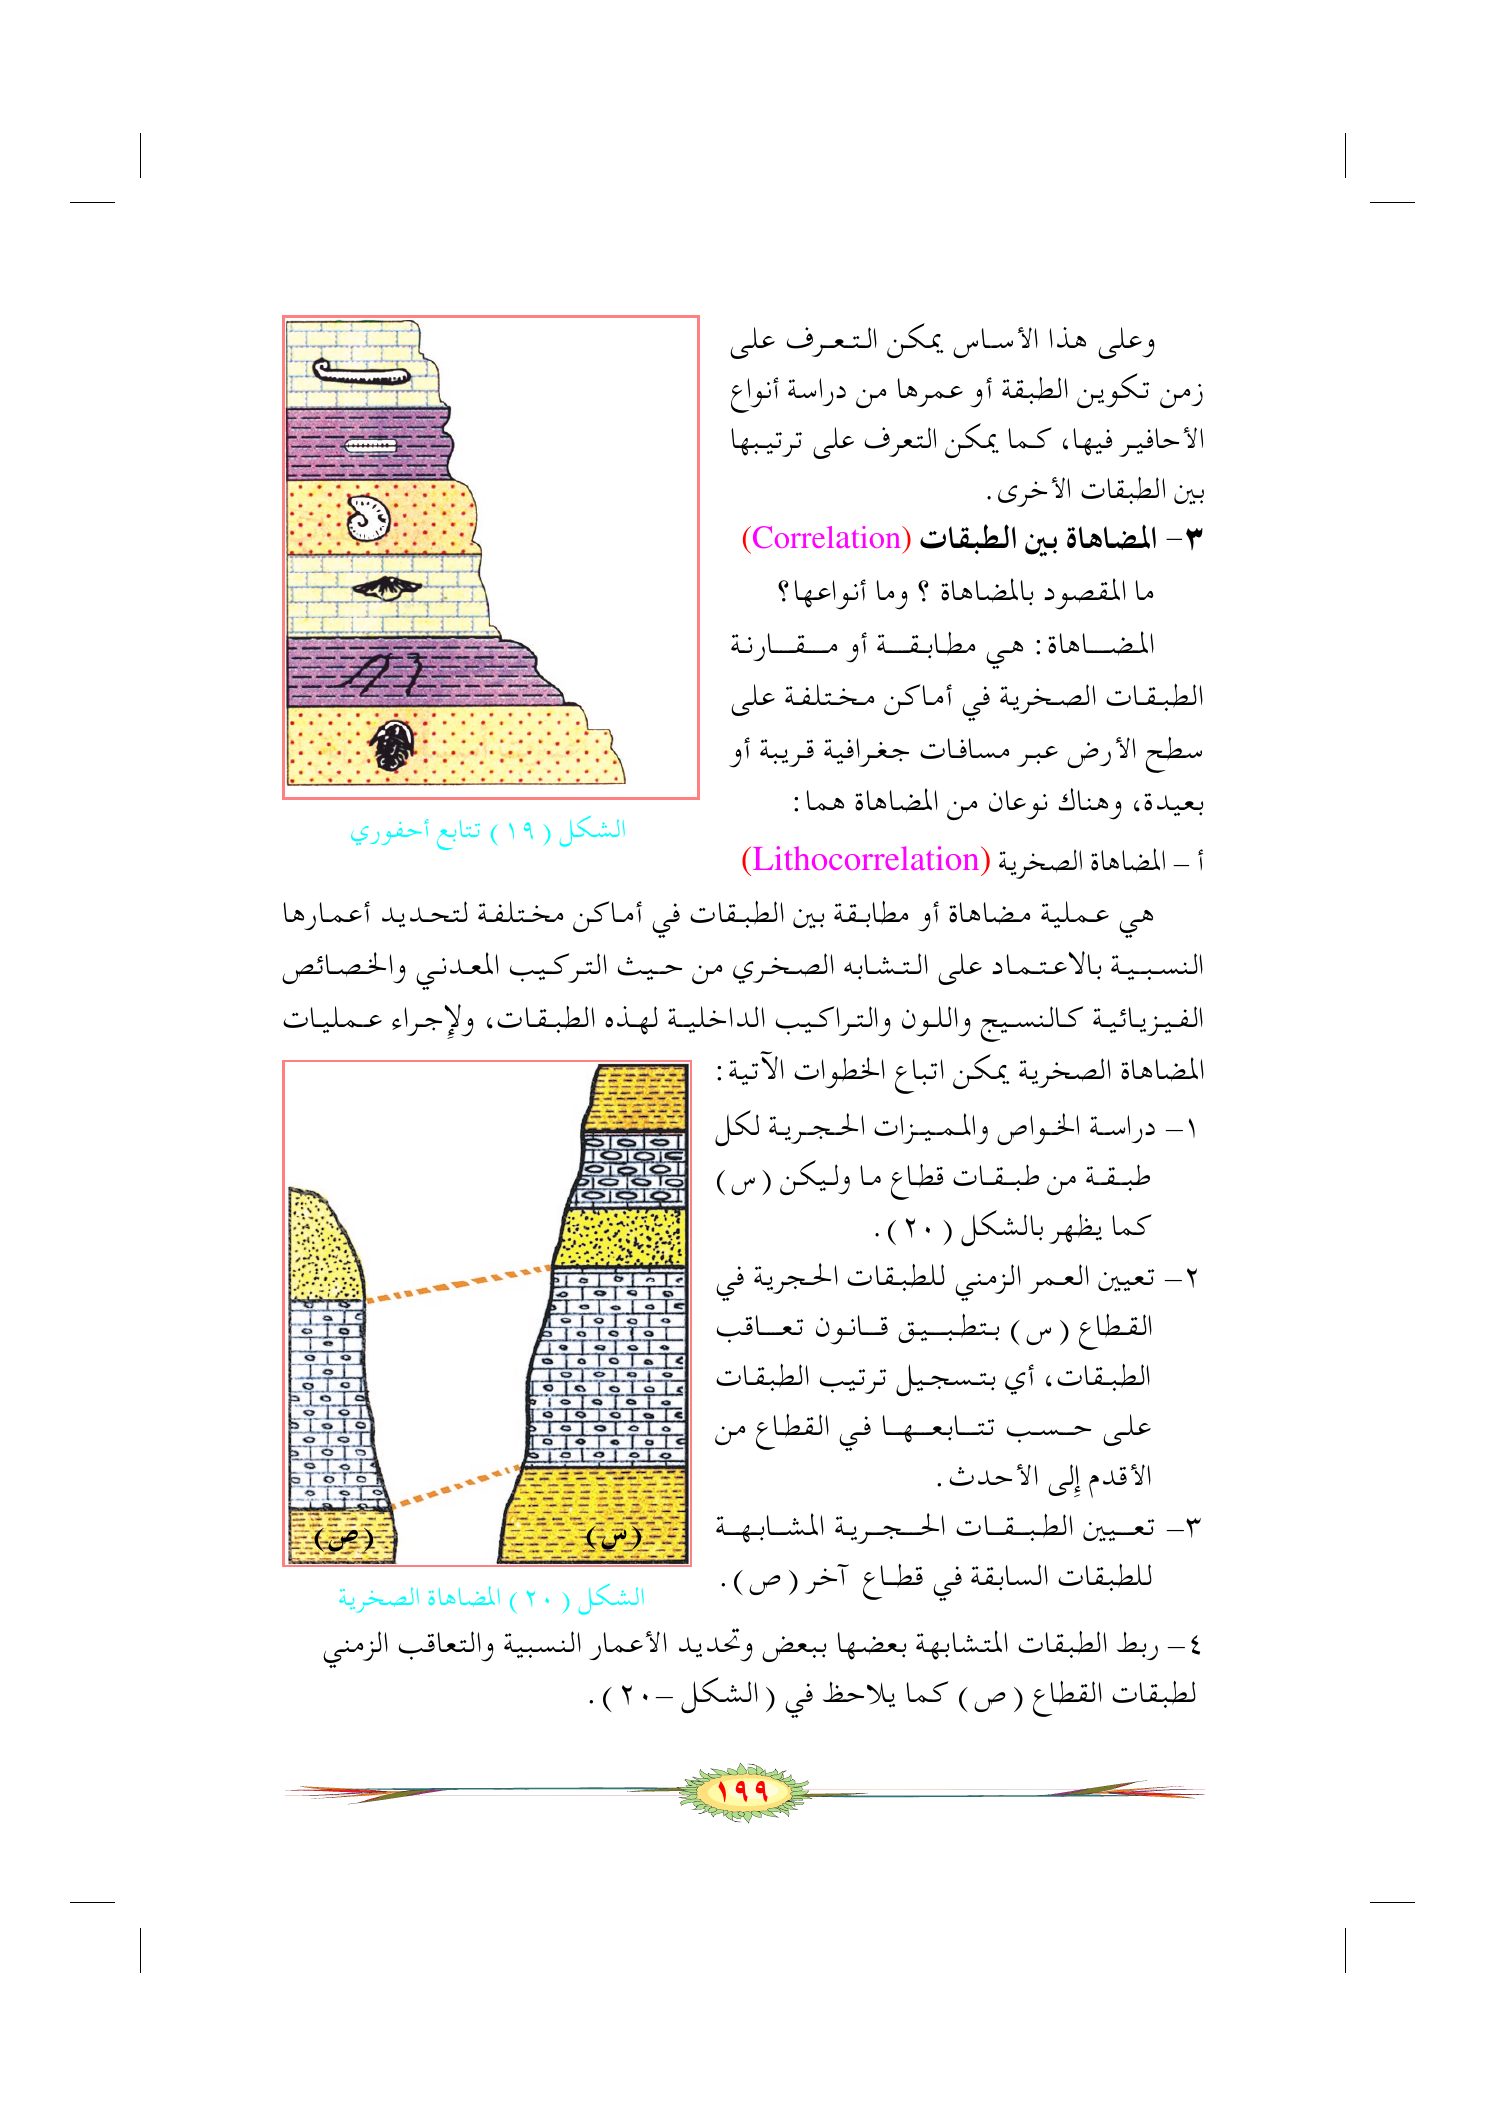 وعلى هذا الأساس يمكن التعرف على
زمن تكوين الطبقة أو عمرها من دراسة أنواع
الأحافير فيها، كما يمكن التعرف على ترتيبها
بين الطبقات الأخرى.
٣- المضاهاة بين الطبقات (Correlation)
ما المقصود بالمضاهاة ؟ وما أنواعها؟
المضاهاة: هي مطابقة أو مقارنة
الطبقات الصخرية في أماكن مختلفة على
سطح الأرض عبر مسافات جغرافية قريبة أو
بعيدة، وهناك نوعان من المضاهاة هما:
الشكل ( ١٩ ) تتابع أحفوري
أ – المضاهاة الصخرية (Lithocorrelation)
هي عملية مضاهاة أو مطابقة بين الطبقات في أماكن مختلفة لتحديد أعمارها
النسبية بالاعتماد على التشابه الصخري من حيث التركيب المعدني والخصائص
الفيزيائية كالنسيج واللون والتراكيب الداخلية لهذه الطبقات، ولإجراء عمليات
المضاهاة الصخرية يمكن اتباع الخطوات الآتية:
١– دراسة الخواص والمميزات الحجرية لكل
طبقة من طبقات قطاع ما وليكن ( س )
كما يظهر بالشكل ( ٢٠ ).
٢– تعيين العمر الزمني للطبقات الحجرية في
القطاع ( س ) بتطبيق قانون تعاقب
الطبقات، أي بتسجيل ترتيب الطبقات
على حسب تتابعها في القطاع من
الأقدم إلى الأحدث.
٣– تعيين الطبقات الحجرية المشابهة
للطبقات السابقة في قطاع آخر ( ص ).
(س)
(ص)
الشكل ( ٢٠ ) المضاهاة الصخرية
٤– ربط الطبقات المتشابهة بعضها ببعض وتحديد الأعمار النسبية والتعاقب الزمني
لطبقات القطاع ( ص ) كما يلاحظ في ( الشكل –٢٠ ).
١٩٩